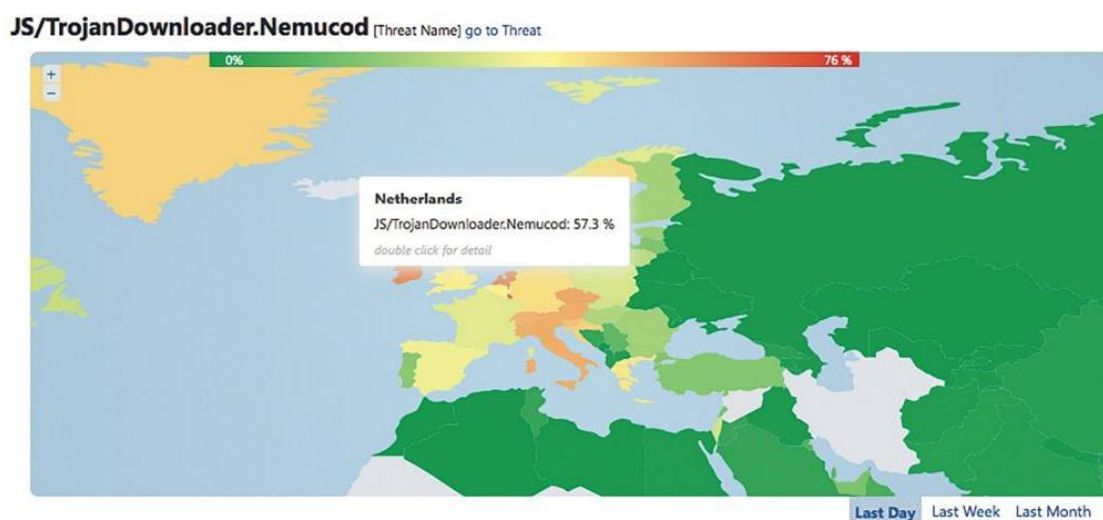 JS/TrojanDownloader.Nemucod [Threat Name] go to Threat
0% 76 %
+
−
Netherlands
JS/TrojanDownloader.Nemucod: 57.3 %
double click for detail
Last Day Last Week Last Month